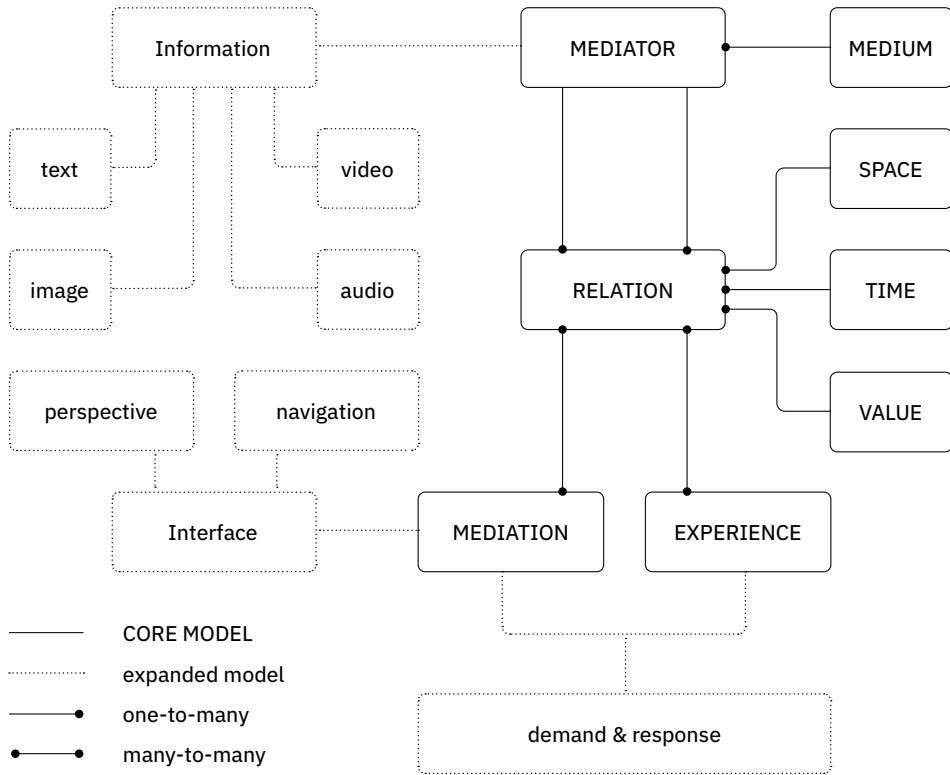 Information
MEDIATOR
MEDIUM
text
video
SPACE
image
audio
RELATION
TIME
perspective
navigation
VALUE
Interface
MEDIATION
EXPERIENCE
CORE MODEL
expanded model
one-to-many
many-to-many
demand & response